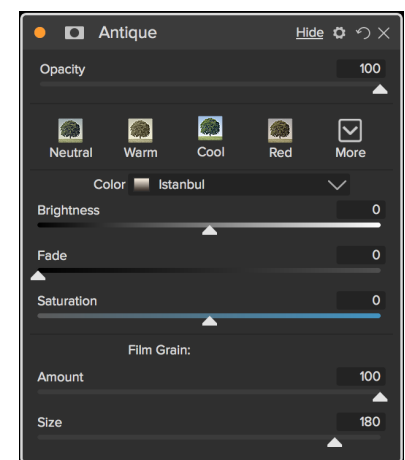 Antique Hide
Opacity 100
Neutral Warm Cool Red More
Color Istanbul
Brightness 0
Fade 0
Saturation 0
Film Grain:
Amount 100
Size 180